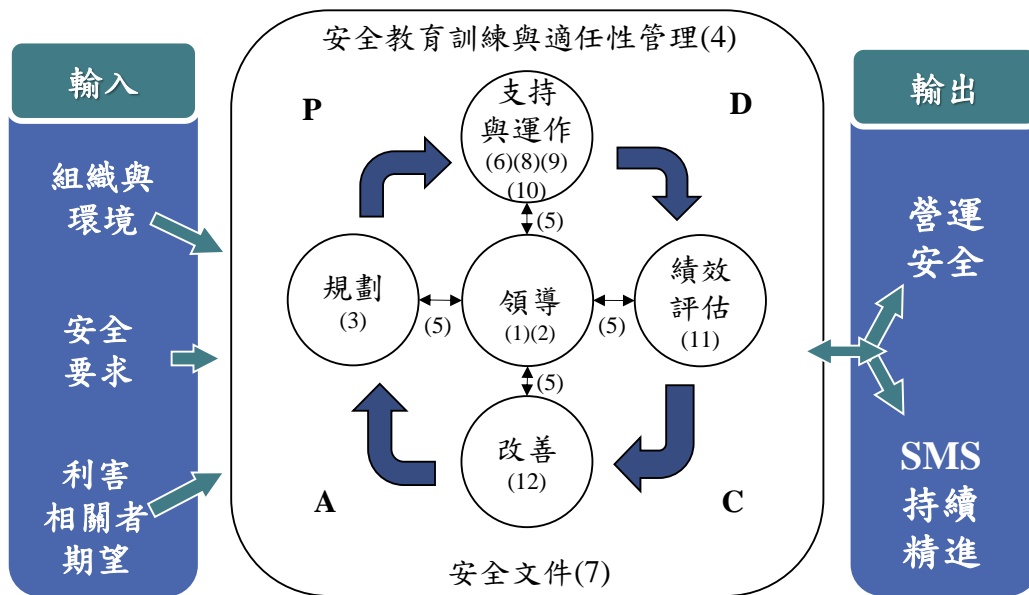 安全教育訓練與適任性管理(4)
輸入
組織與
環境
安全
要求
利害
相關者
期望
P
D
支持
與運作
(6)(8)(9)
(10)
(5)
規劃
(3)
(5)
領導
(1)(2)
(5)
績效
評估
(11)
(5)
改善
(12)
A
C
安全文件(7)
輸出
營運
安全
SMS
持續
精進